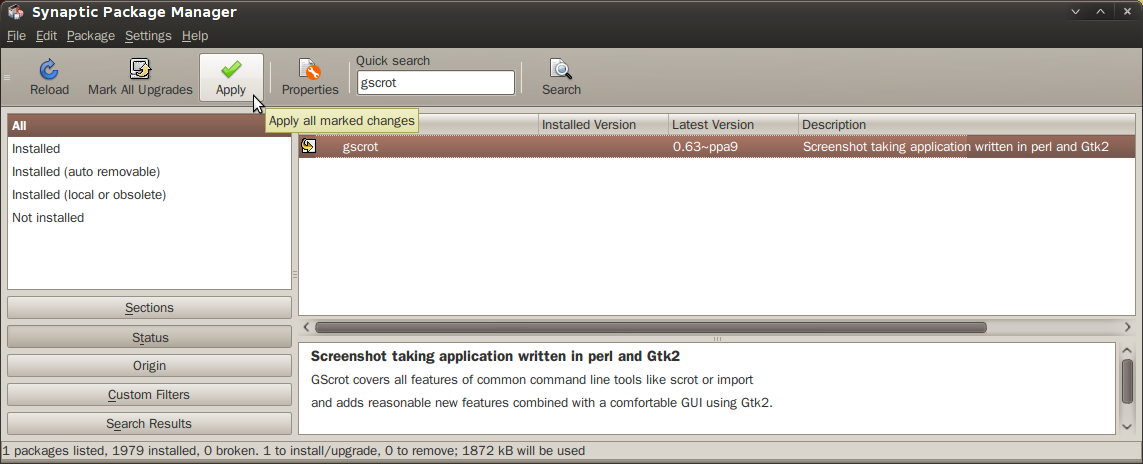 Synaptic Package Manager
File Edit Package Settings Help
Quick search
Reload Mark All Upgrades Apply Properties gscrot Search
Apply all marked changes
All
Installed Version Latest Version Description
Installed
gscrot 0.63~ppa9 Screenshot taking application written in perl and Gtk2
Installed (auto removable)
Installed (local or obsolete)
Not installed
Sections
Status
Origin
Custom Filters
Search Results
Screenshot taking application written in perl and Gtk2
GScrot covers all features of common command line tools like scrot or import
and adds reasonable new features combined with a comfortable GUI using Gtk2.
1 packages listed, 1979 installed, 0 broken. 1 to install/upgrade, 0 to remove; 1872 kB will be used